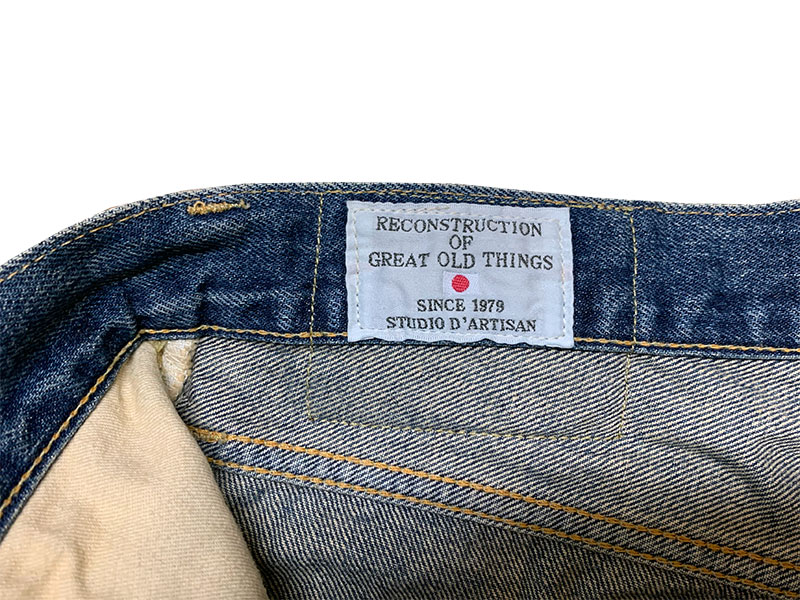 RECONSTRUCTION
OF
GREAT OLD THINGS
SINCE 1979
STUDIO D'ARTISAN